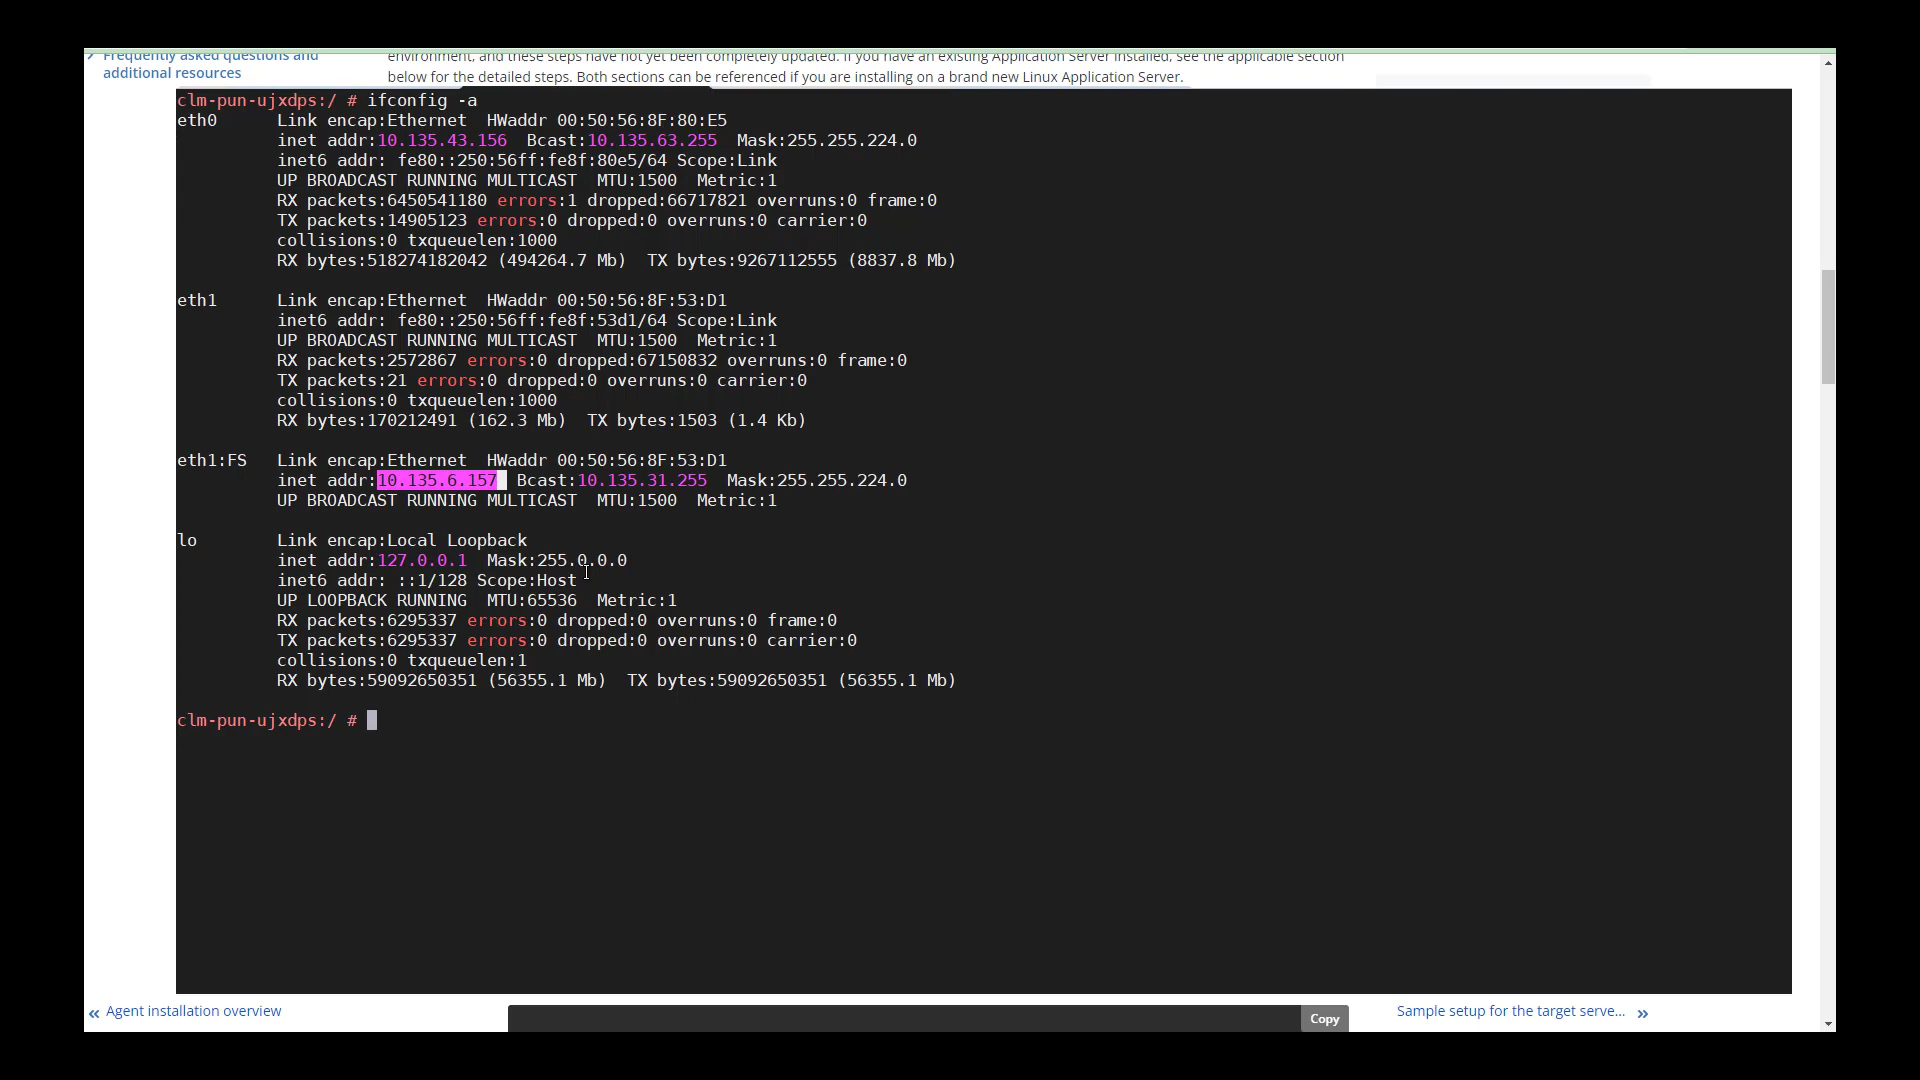 Frequently asked questions and
additional resources
environment, and these steps have not yet been completely updated. If you have an existing Application Server installed, see the applicable section
below for the detailed steps. Both sections can be referenced if you are installing on a brand new Linux Application Server.
clm-pun-ujxdps:/ # ifconfig -a
eth0      Link encap:Ethernet  HWaddr 00:50:56:8F:80:E5
          inet addr:10.135.43.156  Bcast:10.135.63.255  Mask:255.255.224.0
          inet6 addr: fe80::250:56ff:fe8f:80e5/64 Scope:Link
          UP BROADCAST RUNNING MULTICAST  MTU:1500  Metric:1
          RX packets:6450541180 errors:1 dropped:66717821 overruns:0 frame:0
          TX packets:14905123 errors:0 dropped:0 overruns:0 carrier:0
          collisions:0 txqueuelen:1000
          RX bytes:518274182042 (494264.7 Mb)  TX bytes:9267112555 (8837.8 Mb)
eth1      Link encap:Ethernet  HWaddr 00:50:56:8F:53:D1
          inet6 addr: fe80::250:56ff:fe8f:53d1/64 Scope:Link
          UP BROADCAST RUNNING MULTICAST  MTU:1500  Metric:1
          RX packets:2572867 errors:0 dropped:67150832 overruns:0 frame:0
          TX packets:21 errors:0 dropped:0 overruns:0 carrier:0
          collisions:0 txqueuelen:1000
          RX bytes:170212491 (162.3 Mb)  TX bytes:1503 (1.4 Kb)
eth1:FS   Link encap:Ethernet  HWaddr 00:50:56:8F:53:D1
          inet addr:10.135.6.157  Bcast:10.135.31.255  Mask:255.255.224.0
          UP BROADCAST RUNNING MULTICAST  MTU:1500  Metric:1
lo        Link encap:Local Loopback
          inet addr:127.0.0.1  Mask:255.0.0.0
          inet6 addr: ::1/128 Scope:Host
          UP LOOPBACK RUNNING  MTU:65536  Metric:1
          RX packets:6295337 errors:0 dropped:0 overruns:0 frame:0
          TX packets:6295337 errors:0 dropped:0 overruns:0 carrier:0
          collisions:0 txqueuelen:1
          RX bytes:59092650351 (56355.1 Mb)  TX bytes:59092650351 (56355.1 Mb)
clm-pun-ujxdps:/ #
« Agent installation overview
Copy
Sample setup for the target serve... »